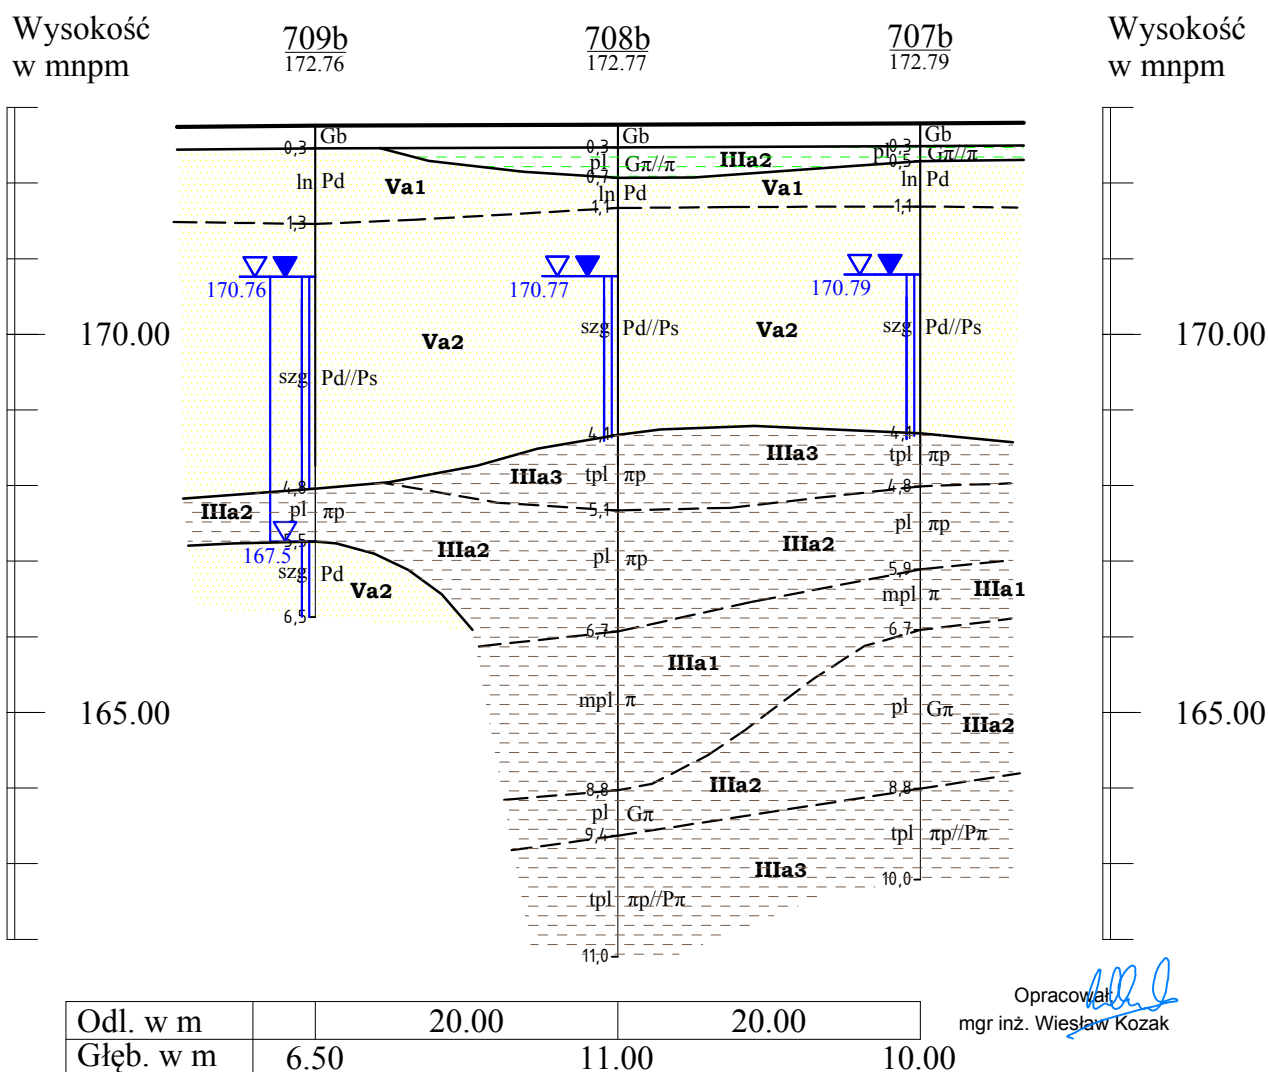 Wysokość
w mnpm
709b
172.76
708b
172.77
707b
172.79
Wysokość
w mnpm
Gb
Gb
Gb
0,3
0,3
0,3
pl Gπ//π
IIIa2
pl Gπ//π
0,5
0,7
ln Pd
Va1
ln Pd
Va1
ln Pd
1,3
1,1
1,1
170.76
170.77
170.79
170.00
szg Pd//Ps
Va2
szg Pd//Ps
Va2
szg Pd//Ps
170.00
4,1
4,1
IIIa3
tpl πp
IIIa3
tpl πp
4,8
5,1
4,8
IIIa2
pl πp
5,5
167.5
IIIa2
pl πp
IIIa2
pl πp
szg Pd
Va2
6,5
5,9
mpl π
IIIa1
6,7
6,7
IIIa1
mpl π
165.00
pl Gπ
IIIa2
165.00
8,8
IIIa2
8,8
pl Gπ
9,4
tpl πp//Pπ
IIIa3
10,0
tpl πp//Pπ
11,0
Opracował:
mgr inż. Wiesław Kozak
Odl. w m 20.00 20.00
Głęb. w m 6.50 11.00 10.00